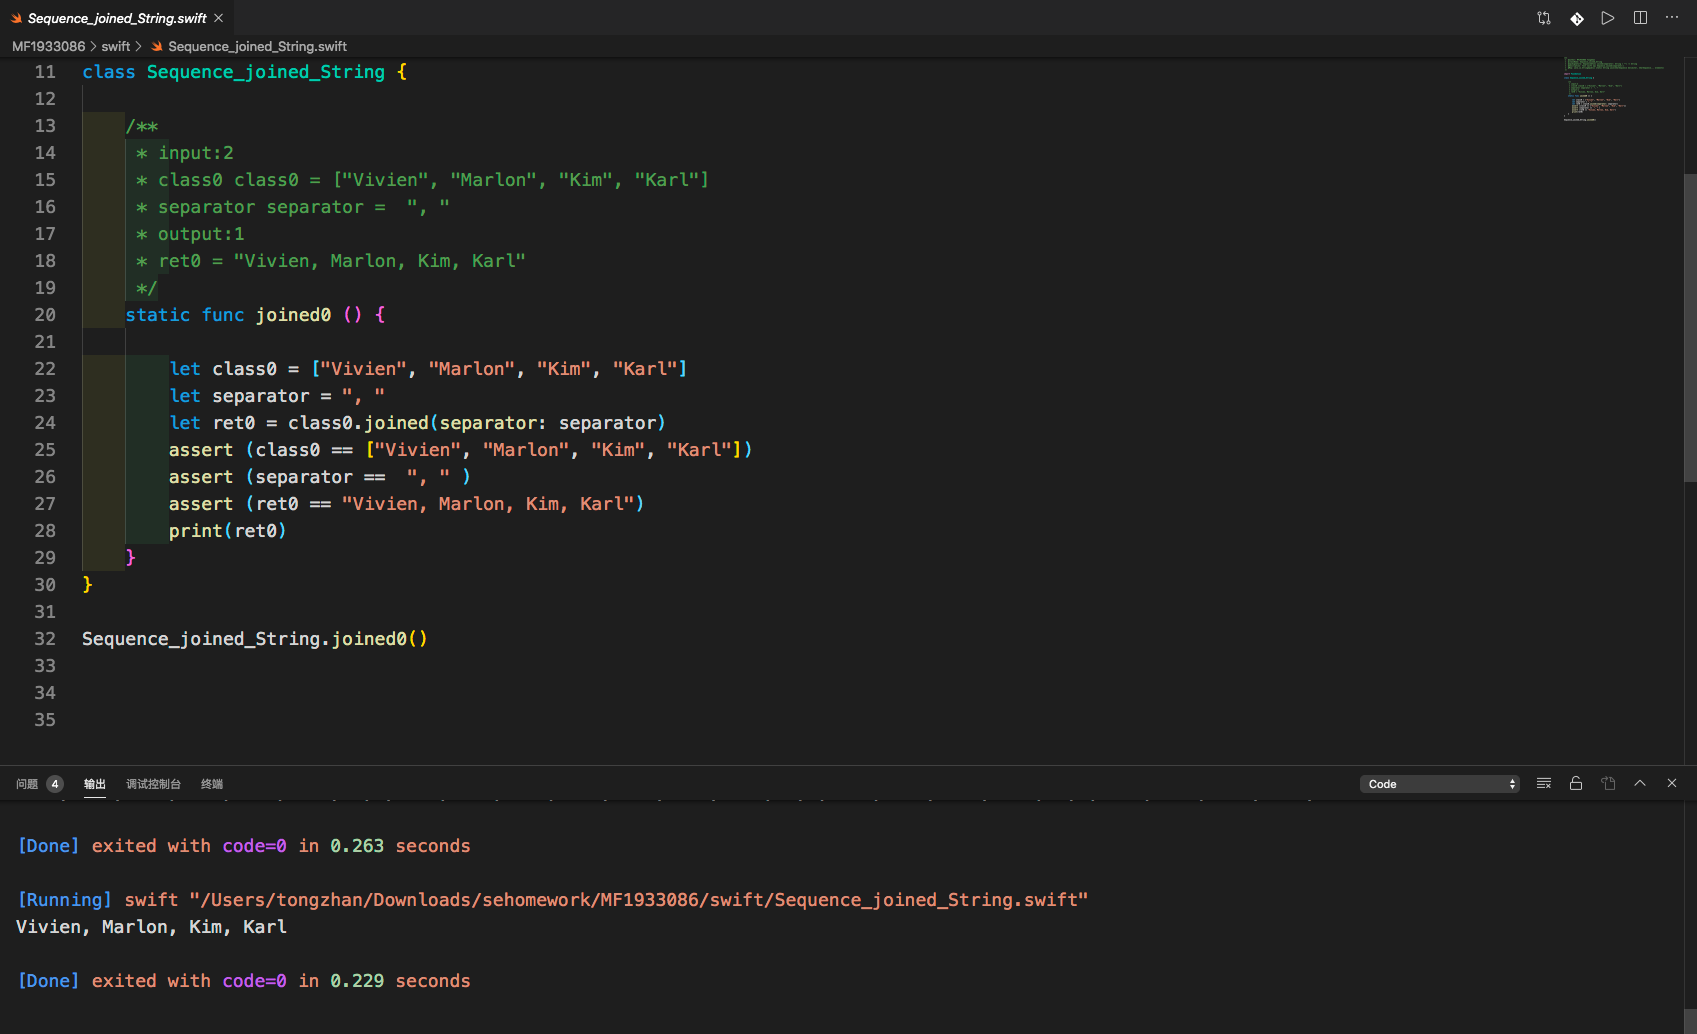 Sequence_joined_String.swift
MF1933086 > swift > Sequence_joined_String.swift
11 class Sequence_joined_String {
12
13 /**
14 * input:2
15 * class0 class0 = ["Vivien", "Marlon", "Kim", "Karl"]
16 * separator separator =  ", "
17 * output:1
18 * ret0 = "Vivien, Marlon, Kim, Karl"
19 */
20 static func joined0 () {
21
22 let class0 = ["Vivien", "Marlon", "Kim", "Karl"]
23 let separator = ", "
24 let ret0 = class0.joined(separator: separator)
25 assert (class0 == ["Vivien", "Marlon", "Kim", "Karl"])
26 assert (separator ==  ", " )
27 assert (ret0 == "Vivien, Marlon, Kim, Karl")
28 print(ret0)
29 }
30 }
31
32 Sequence_joined_String.joined0()
33
34
35
问题 4 输出 调试控制台 终端 Code
[Done] exited with code=0 in 0.263 seconds
[Running] swift "/Users/tongzhan/Downloads/sehomework/MF1933086/swift/Sequence_joined_String.swift"
Vivien, Marlon, Kim, Karl
[Done] exited with code=0 in 0.229 seconds